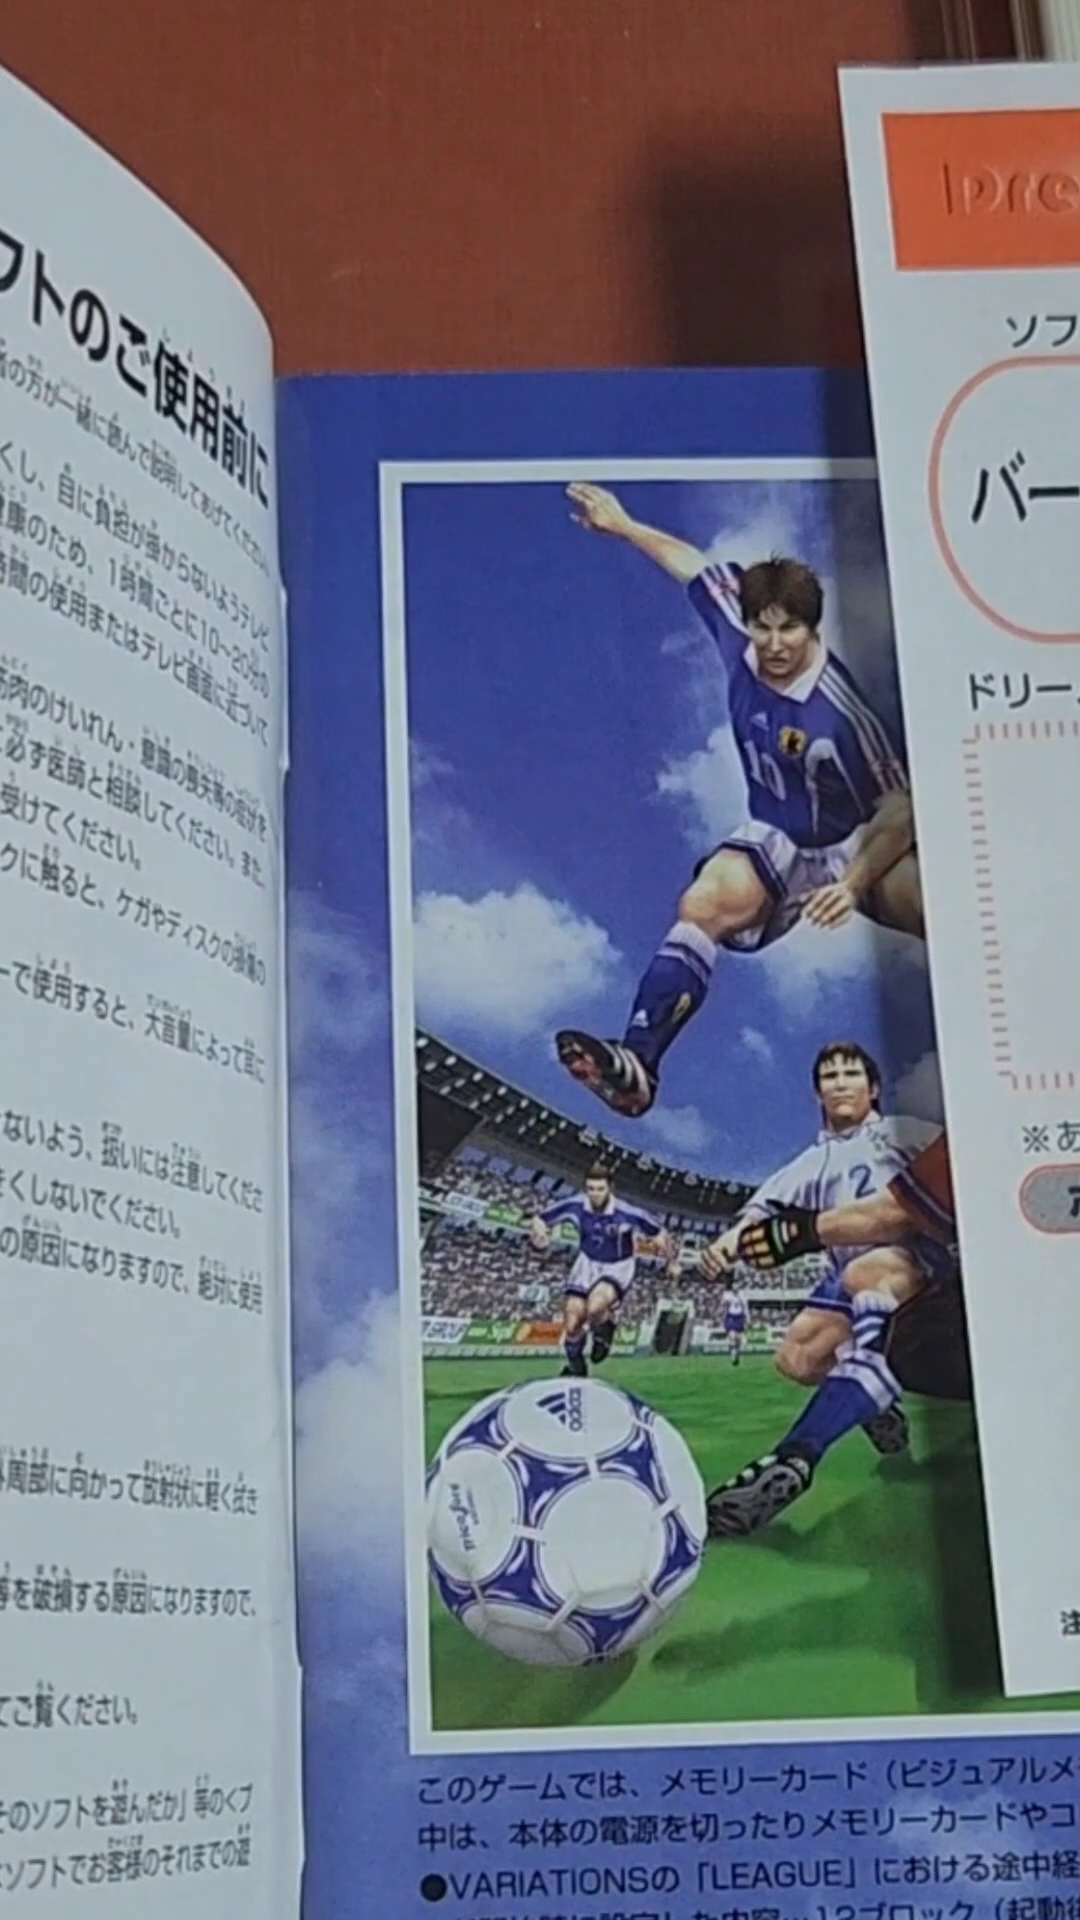 フトのご使用前に
の方が一緒に読んで説明してあげてください。
くし、目に負担が掛からないようテレビ
健康のため、1時間ごとに10〜20分の
時間の使用またはテレビ画面に近づいて
筋肉のけいれん・意識の喪失等の症状を
必ず医師と相談してください。また、
受けてください。
クに触ると、ケガやディスクの損傷の
ーで使用すると、大音量によって耳に
ないよう、扱いには注意してくださ
きくしないでください。
の原因になりますので、絶対に使用
外周部に向かって放射状に軽く拭き
等を破損する原因になりますので、
てご覧ください。
そのソフトを遊んだか」等のくプ
ソフトでお客様のそれまでの遊
10
2
adidas
Tricolore
このゲームでは、メモリーカード（ビジュアルメ
中は、本体の電源を切ったりメモリーカードやコ
●VARIATIONSの「LEAGUE」における途中経
Dre
ソフ
バー
ドリー
※あ
注